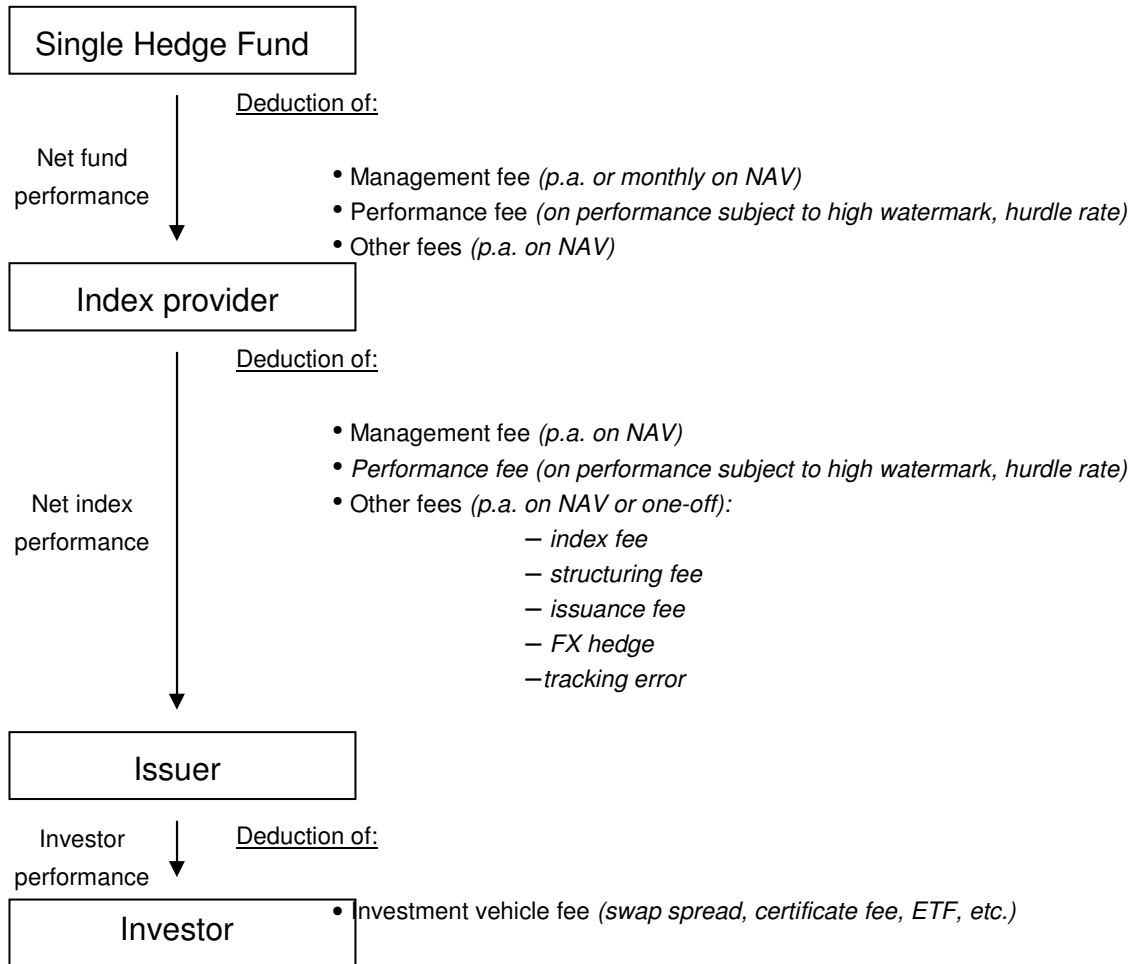 Single Hedge Fund
Deduction of:
Net fund
performance
• Management fee (p.a. or monthly on NAV)
• Performance fee (on performance subject to high watermark, hurdle rate)
• Other fees (p.a. on NAV)
Index provider
Deduction of:
• Management fee (p.a. on NAV)
• Performance fee (on performance subject to high watermark, hurdle rate)
• Other fees (p.a. on NAV or one-off):
Net index
performance
– index fee
– structuring fee
– issuance fee
– FX hedge
–tracking error
Issuer
Investor
performance
Deduction of:
• Investment vehicle fee (swap spread, certificate fee, ETF, etc.)
Investor